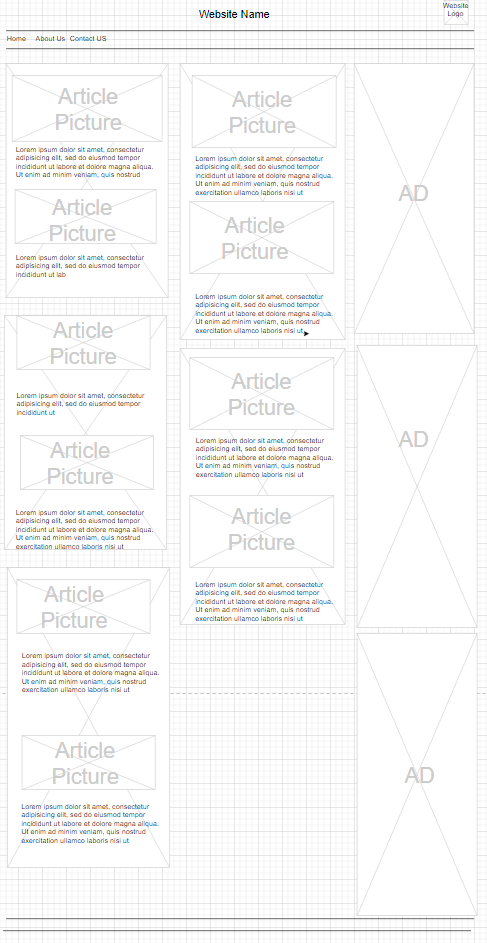 Website Name
Website
Logo
Home About Us Contact US
Article
Picture
Lorem ipsum dolor sit amet, consectetur
adipisicing elit, sed do eiusmod tempor
incididunt ut labore et dolore magna aliqua.
Ut enim ad minim veniam, quis nostrud
Article
Picture
Lorem ipsum dolor sit amet, consectetur
adipisicing elit, sed do eiusmod tempor
incididunt ut lab
Article
Picture
Lorem ipsum dolor sit amet, consectetur
adipisicing elit, sed do eiusmod tempor
incididunt ut
Article
Picture
Lorem ipsum dolor sit amet, consectetur
adipisicing elit, sed do eiusmod tempor
incididunt ut labore et dolore magna aliqua.
Ut enim ad minim veniam, quis nostrud
exercitation ullamco laboris nisi ut
Article
Picture
Lorem ipsum dolor sit amet, consectetur
adipisicing elit, sed do eiusmod tempor
incididunt ut labore et dolore magna aliqua.
Ut enim ad minim veniam, quis nostrud
exercitation ullamco laboris nisi ut
Article
Picture
Lorem ipsum dolor sit amet, consectetur
adipisicing elit, sed do eiusmod tempor
incididunt ut labore et dolore magna aliqua.
Ut enim ad minim veniam, quis nostrud
exercitation ullamco laboris nisi ut
Article
Picture
Lorem ipsum dolor sit amet, consectetur
adipisicing elit, sed do eiusmod tempor
incididunt ut labore et dolore magna aliqua.
Ut enim ad minim veniam, quis nostrud
exercitation ullamco laboris nisi ut
Article
Picture
Lorem ipsum dolor sit amet, consectetur
adipisicing elit, sed do eiusmod tempor
incididunt ut labore et dolore magna aliqua.
Ut enim ad minim veniam, quis nostrud
exercitation ullamco laboris nisi ut
Article
Picture
Lorem ipsum dolor sit amet, consectetur
adipisicing elit, sed do eiusmod tempor
incididunt ut labore et dolore magna aliqua.
Ut enim ad minim veniam, quis nostrud
exercitation ullamco laboris nisi ut
Article
Picture
Lorem ipsum dolor sit amet, consectetur
adipisicing elit, sed do eiusmod tempor
incididunt ut labore et dolore magna aliqua.
Ut enim ad minim veniam, quis nostrud
exercitation ullamco laboris nisi ut
AD
AD
AD